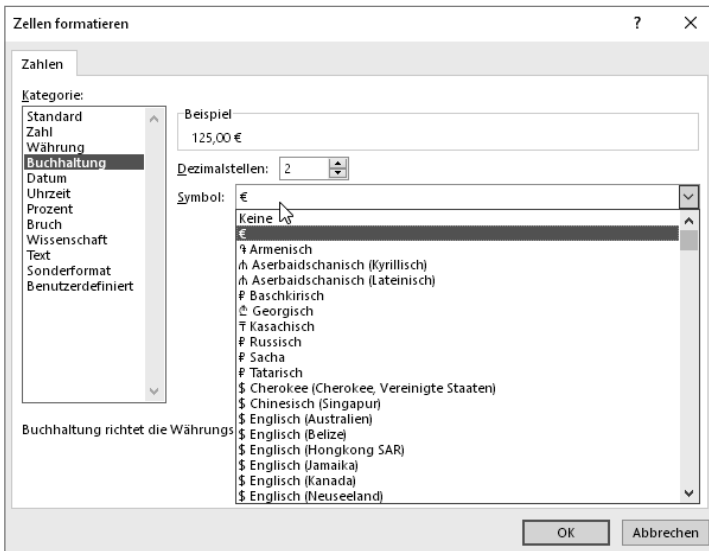 Zellen formatieren
?
Zahlen
Kategorie:
Standard
Zahl
Währung
Buchhaltung
Datum
Uhrzeit
Prozent
Bruch
Wissenschaft
Text
Sonderformat
Benutzerdefiniert
Beispiel
125,00 €
Dezimalstellen: 2
Symbol: €
Keine
€
֏ Armenisch
₼ Aserbaidschanisch (Kyrillisch)
₼ Aserbaidschanisch (Lateinisch)
₽ Baschkirisch
₾ Georgisch
₸ Kasachisch
₽ Russisch
₽ Sacha
₽ Tatarisch
$ Cherokee (Cherokee, Vereinigte Staaten)
$ Chinesisch (Singapur)
$ Englisch (Australien)
$ Englisch (Belize)
$ Englisch (Hongkong SAR)
$ Englisch (Jamaika)
$ Englisch (Kanada)
$ Englisch (Neuseeland)
Buchhaltung richtet die Währungs
OK
Abbrechen